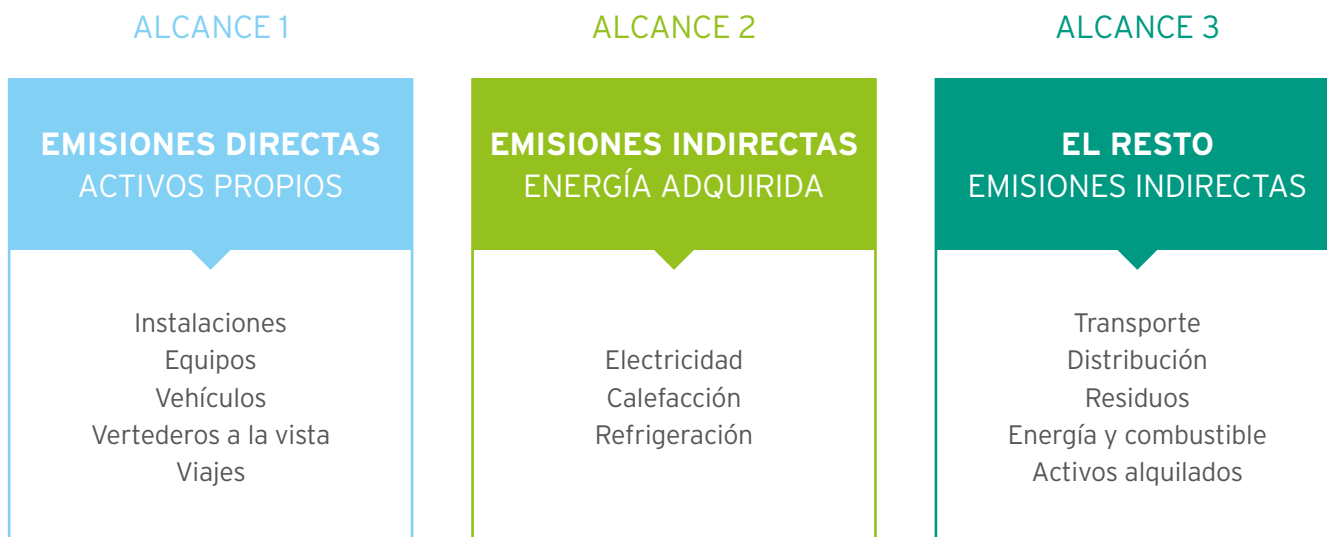 ALCANCE 1
EMISIONES DIRECTAS
ACTIVOS PROPIOS
Instalaciones
Equipos
Vehículos
Vertederos a la vista
Viajes
ALCANCE 2
EMISIONES INDIRECTAS
ENERGÍA ADQUIRIDA
Electricidad
Calefacción
Refrigeración
ALCANCE 3
EL RESTO
EMISIONES INDIRECTAS
Transporte
Distribución
Residuos
Energía y combustible
Activos alquilados